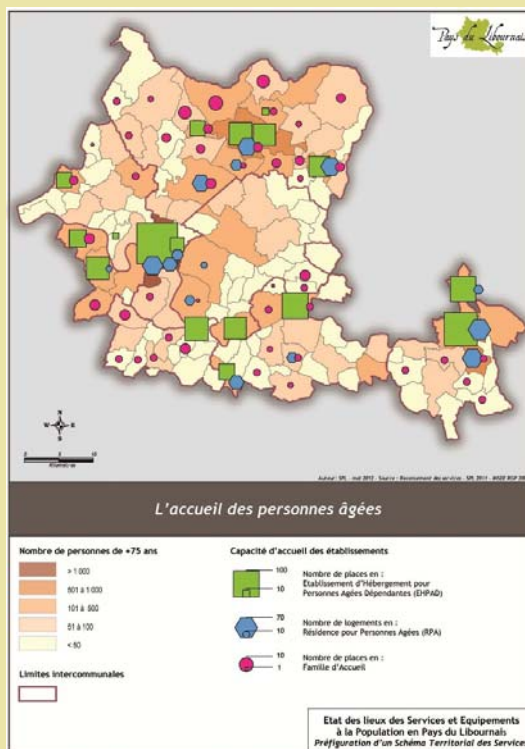 Pays du Libournais
N
W
E
S
Kilomètres
L'accueil des personnes âgées
Nombre de personnes de +75 ans
> 1 000
501 à 1 000
101 à 500
51 à 100
Limites intercommunales
Capacité d'accueil des établissements
100
10
Nombre de places en :
Etablissement d'Hébergement pour
Personnes Agées Dépendantes (EHPAD)
70
10
Nombre de logements en :
Résidence pour Personnes Agées (RPA)
10
1
Nombre de places en :
Famille d'Accueil
Etat des lieux des Services et Equipements
à la Population en Pays du Libournais
Préfiguration d'un Schéma Territorial des Service